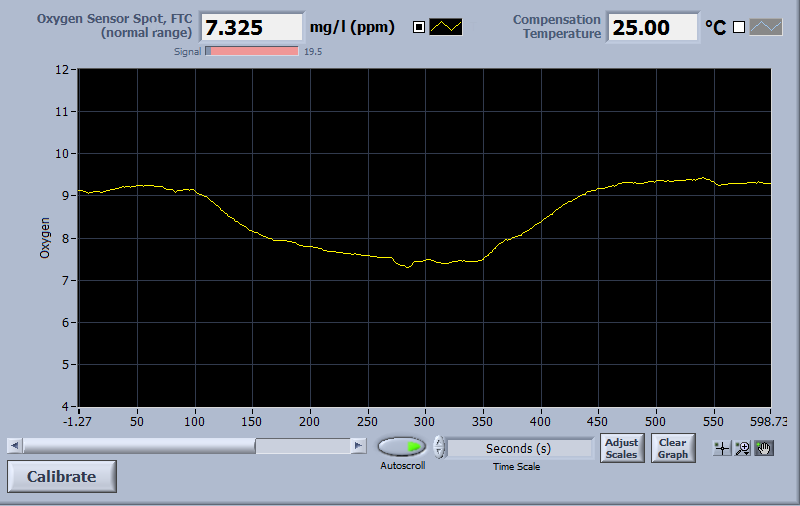 Oxygen Sensor Spot, FTC
(normal range)
7.325
mg/l (ppm)
Compensation
Temperature
25.00
°C
Signal
19.5
12
11
10
9
8
7
6
5
4
Oxygen
-1.27
50
100
150
200
250
300
350
400
450
500
550
598.73
Autoscroll
Seconds (s)
Time Scale
Adjust
Scales
Clear
Graph
Calibrate